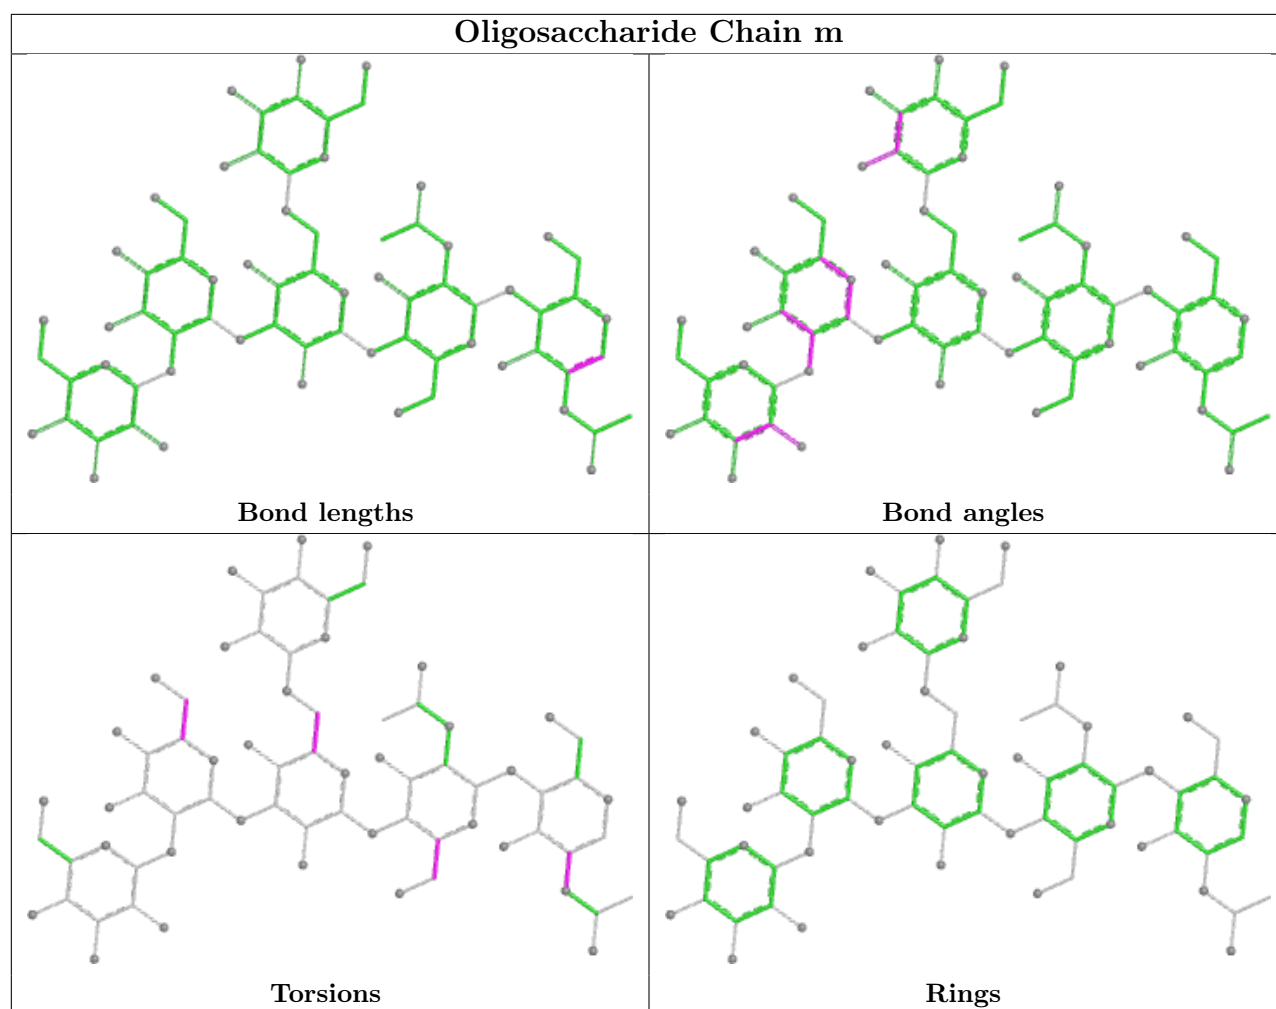 Oligosaccharide Chain m
Bond lengths
Bond angles
Torsions
Rings